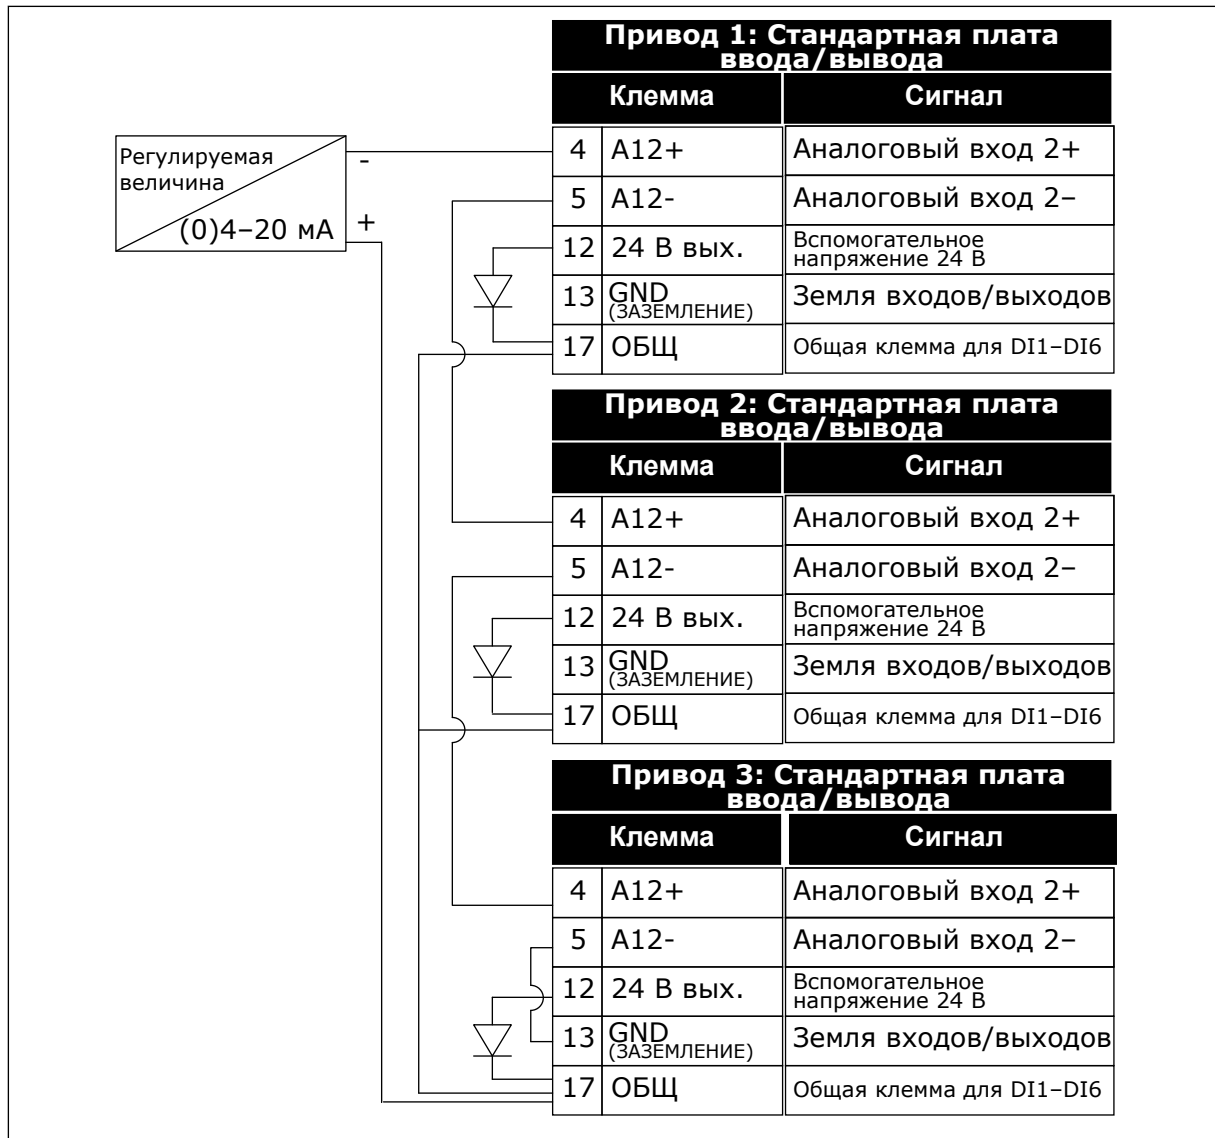 Привод 1: Стандартная плата
ввода/вывода
Клемма Сигнал
Регулируемая
величина
-
(0)4–20 мА
+
4 A12+ Аналоговый вход 2+
5 A12- Аналоговый вход 2–
12 24 В вых. Вспомогательное
напряжение 24 В
13 GND Земля входов/выходов
(ЗАЗЕМЛЕНИЕ)
17 ОБЩ Общая клемма для DI1–DI6
Привод 2: Стандартная плата
ввода/вывода
Клемма Сигнал
4 A12+ Аналоговый вход 2+
5 A12- Аналоговый вход 2–
12 24 В вых. Вспомогательное
напряжение 24 В
13 GND Земля входов/выходов
(ЗАЗЕМЛЕНИЕ)
17 ОБЩ Общая клемма для DI1–DI6
Привод 3: Стандартная плата
ввода/вывода
Клемма Сигнал
4 A12+ Аналоговый вход 2+
5 A12- Аналоговый вход 2–
12 24 В вых. Вспомогательное
напряжение 24 В
13 GND Земля входов/выходов
(ЗАЗЕМЛЕНИЕ)
17 ОБЩ Общая клемма для DI1–DI6